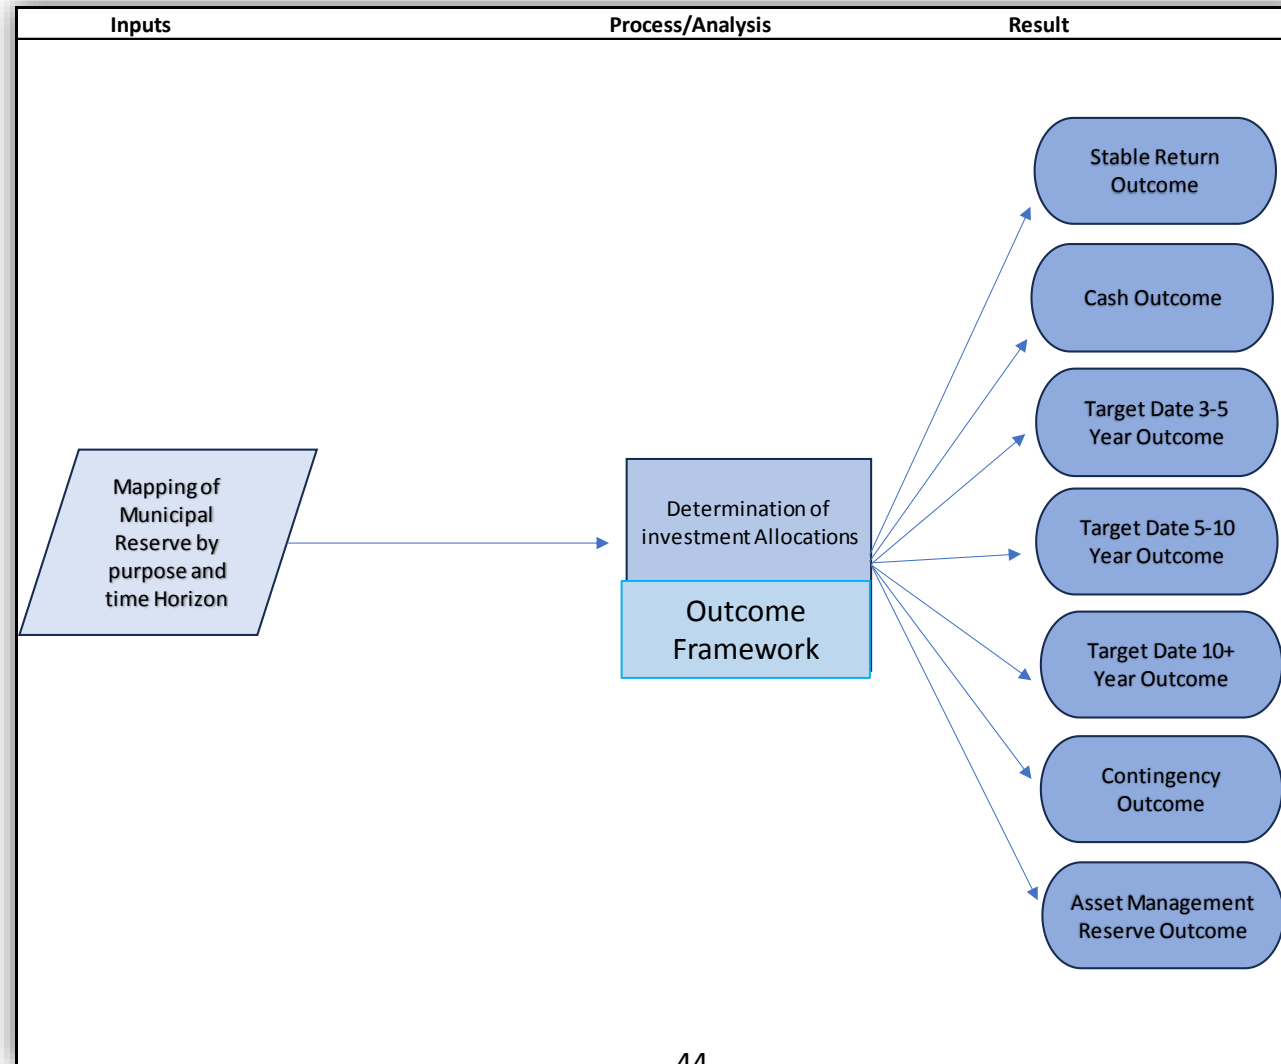 Inputs
Process/Analysis
Result
Mapping of
Municipal
Reserve by
purpose and
time Horizon
Determination of
investment Allocations
Outcome
Framework
Stable Return
Outcome
Cash Outcome
Target Date 3-5
Year Outcome
Target Date 5-10
Year Outcome
Target Date 10+
Year Outcome
Contingency
Outcome
Asset Management
Reserve Outcome
44